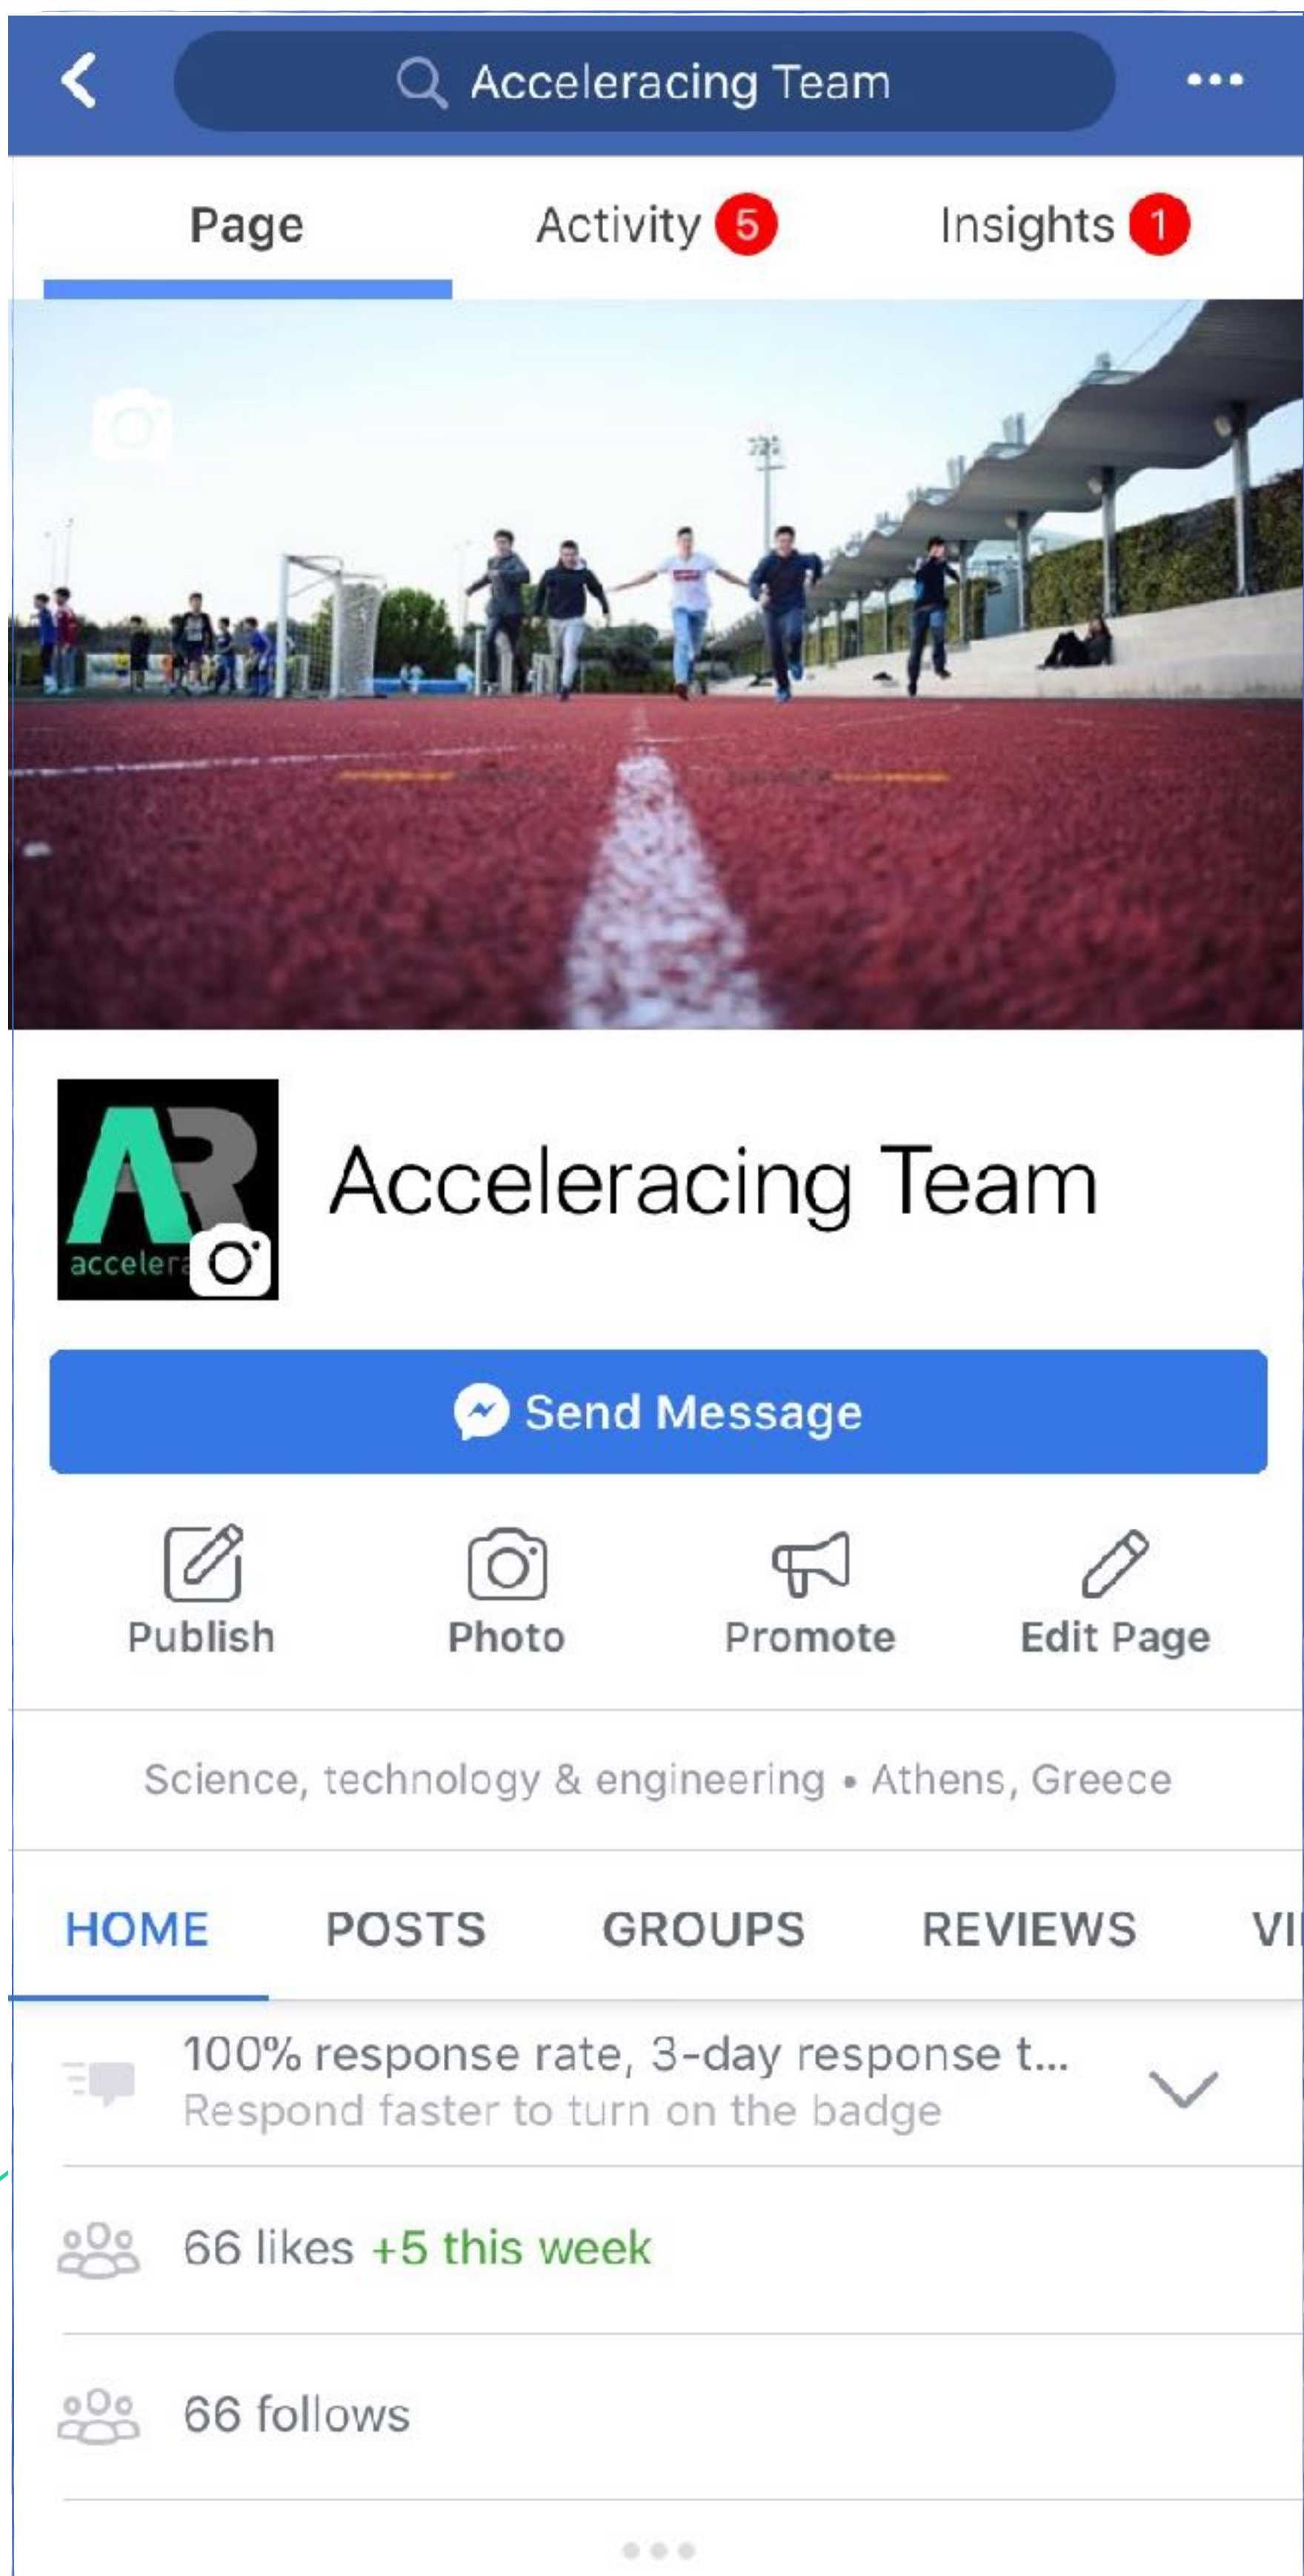 Acceleracing Team
Page
Activity 5
Insights 1
AR
Acceleracing Team
Send Message
Publish
Photo
Promote
Edit Page
Science, technology & engineering • Athens, Greece
HOME
POSTS
GROUPS
REVIEWS
100% response rate, 3-day response t...
Respond faster to turn on the badge
66 likes +5 this week
66 follows